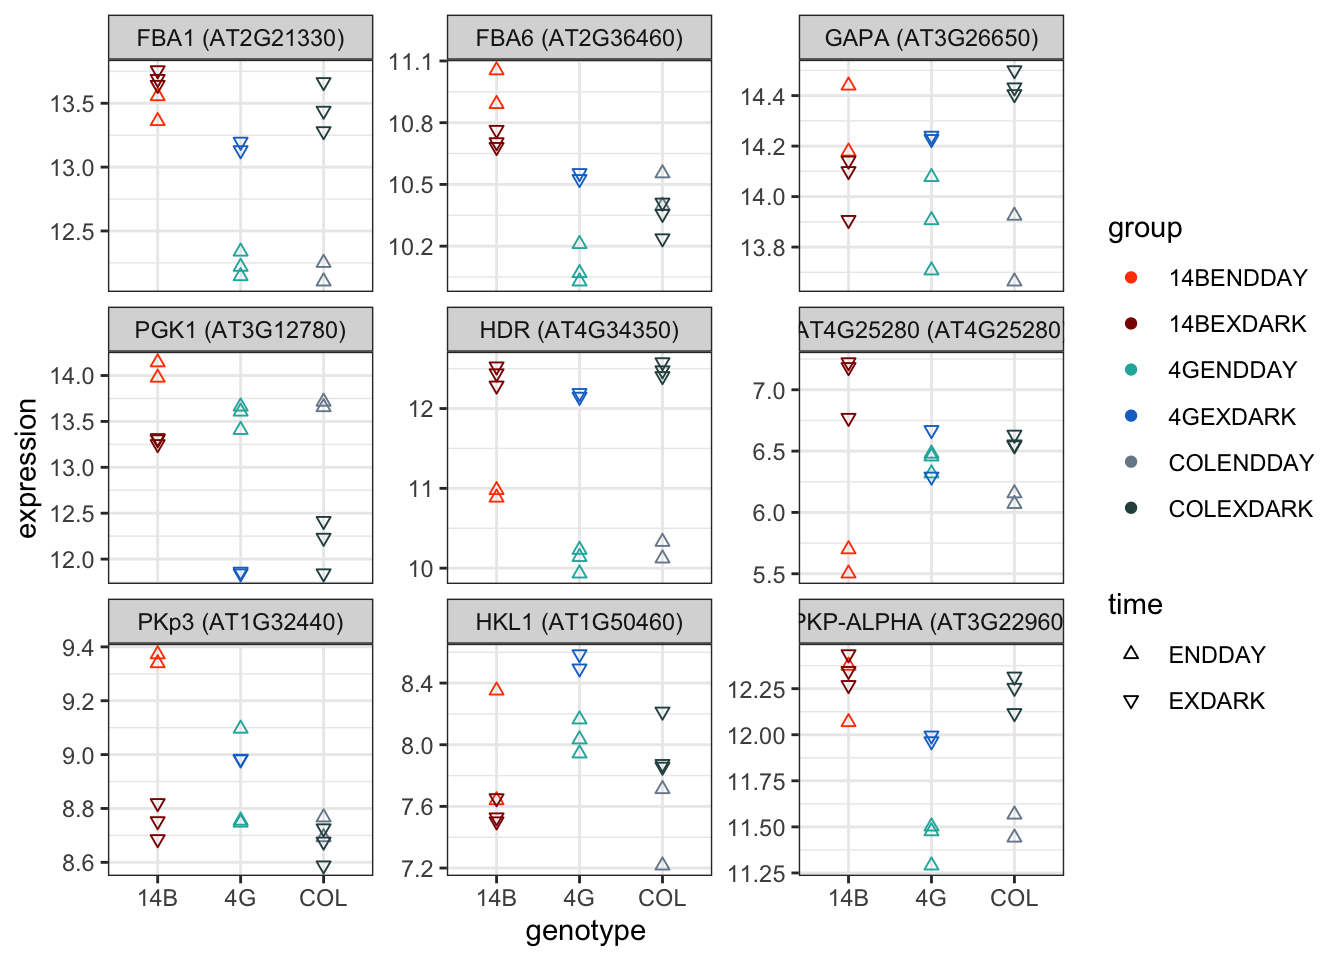 FBA1 (AT2G21330)
FBA6 (AT2G36460)
GAPA (AT3G26650)
13.5
13.0
12.5
11.1
10.8
10.5
10.2
14.4
14.2
14.0
13.8
PGK1 (AT3G12780)
HDR (AT4G34350)
AT4G25280 (AT4G25280)
14.0
13.5
13.0
12.5
12.0
12
11
10
7.0
6.5
6.0
5.5
PKp3 (AT1G32440)
HKL1 (AT1G50460)
PKP-ALPHA (AT3G22960
9.4
9.2
9.0
8.8
8.6
8.4
8.0
7.6
7.2
12.25
12.00
11.75
11.50
11.25
14B
4G
COL
14B
4G
COL
14B
4G
COL
genotype
expression
group
14BENDDAY
14BEXDARK
4GENDDAY
4GEXDARK
COLENDDAY
COLEXDARK
time
ENDDAY
EXDARK